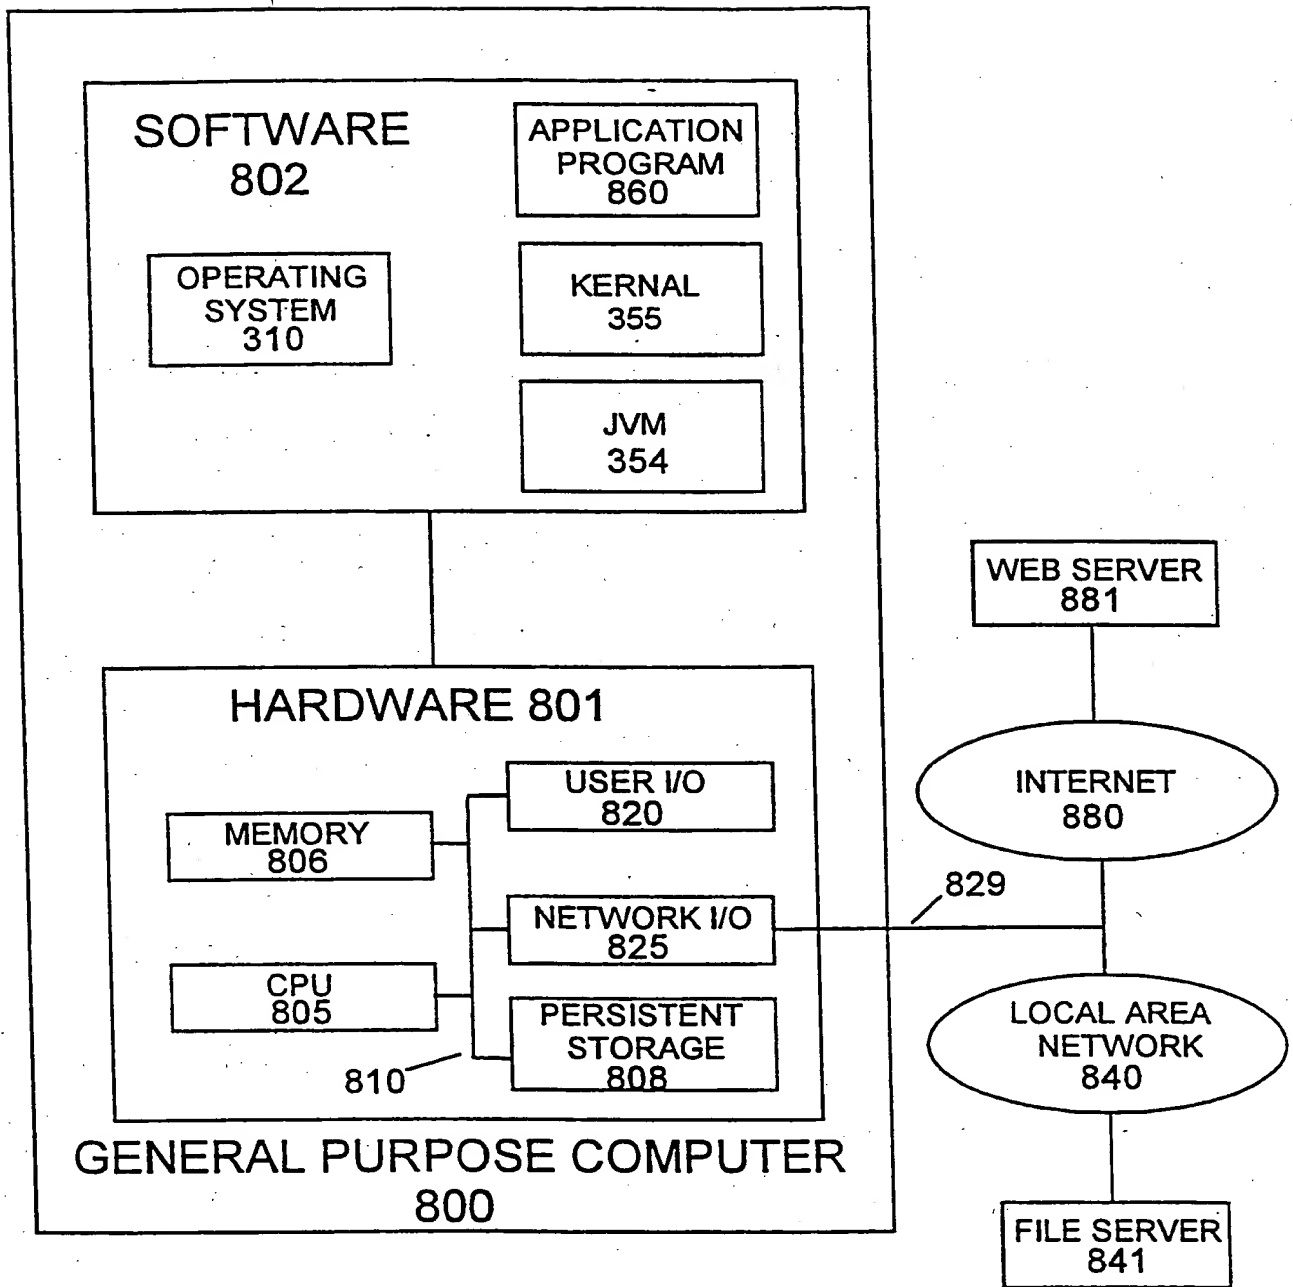 SOFTWARE
802
APPLICATION
PROGRAM
860
OPERATING
SYSTEM
310
KERNAL
355
JVM
354
HARDWARE 801
USER I/O
820
MEMORY
806
NETWORK I/O
825
CPU
805
PERSISTENT
STORAGE
808
810
GENERAL PURPOSE COMPUTER
800
WEB SERVER
881
INTERNET
880
829
LOCAL AREA
NETWORK
840
FILE SERVER
841